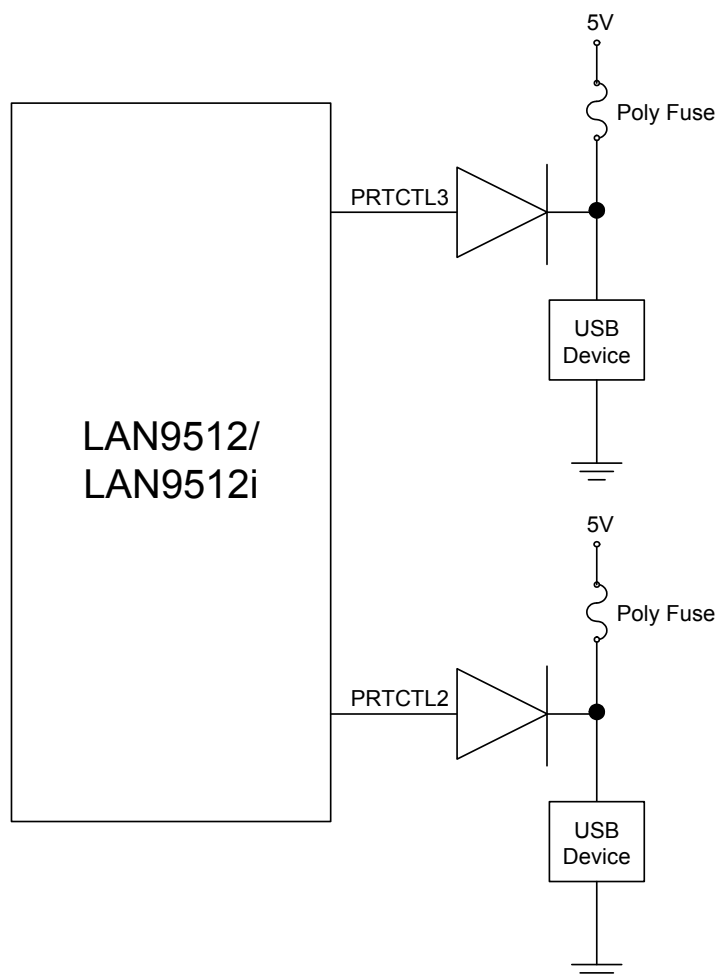 5V
Poly Fuse
PRTCTL3
USB
Device
LAN9512/
LAN9512i
5V
Poly Fuse
PRTCTL2
USB
Device